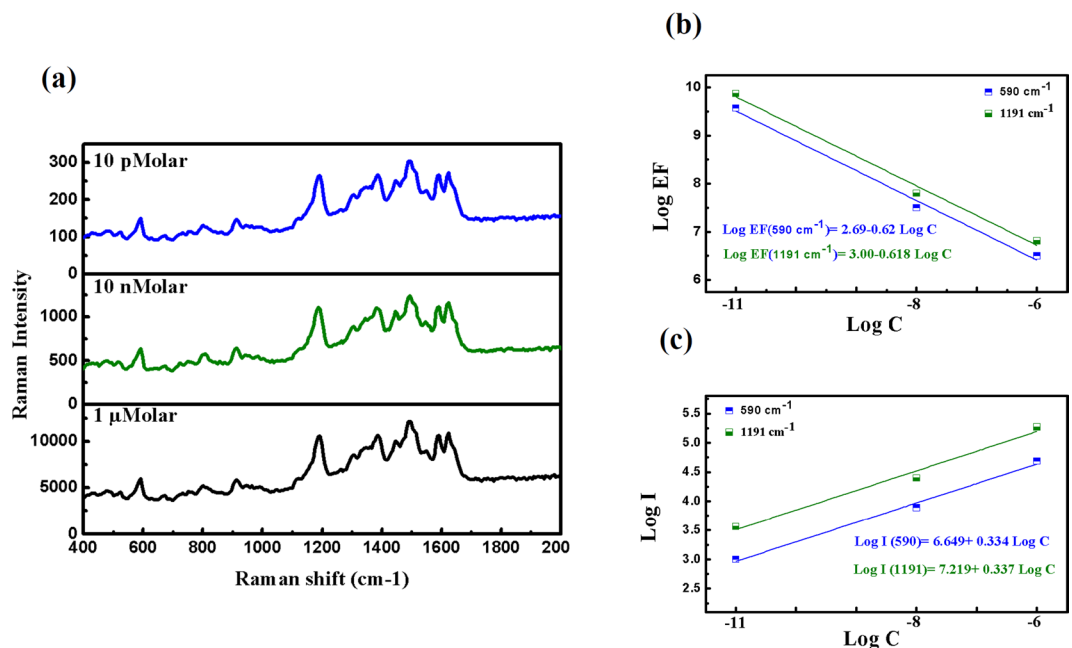 (a)
10 pMolar
300
200
100
0
10 nMolar
1000
500
0
1 μMolar
10000
5000
0
400 600 800 1000 1200 1400 1600 1800 200
Raman Intensity
Raman shift (cm-1)
(b)
10
9
8
7
6
590 cm-1
1191 cm-1
Log EF(590 cm-1)= 2.69-0.62 Log C
Log EF(1191 cm-1)= 3.00-0.618 Log C
-11 -8 -6
Log EF
Log C
(c)
5.5
5.0
4.5
4.0
3.5
3.0
2.5
590 cm-1
1191 cm-1
Log I (590)= 6.649+ 0.334 Log C
Log I (1191)= 7.219+ 0.337 Log C
-11 -8 -6
Log I
Log C